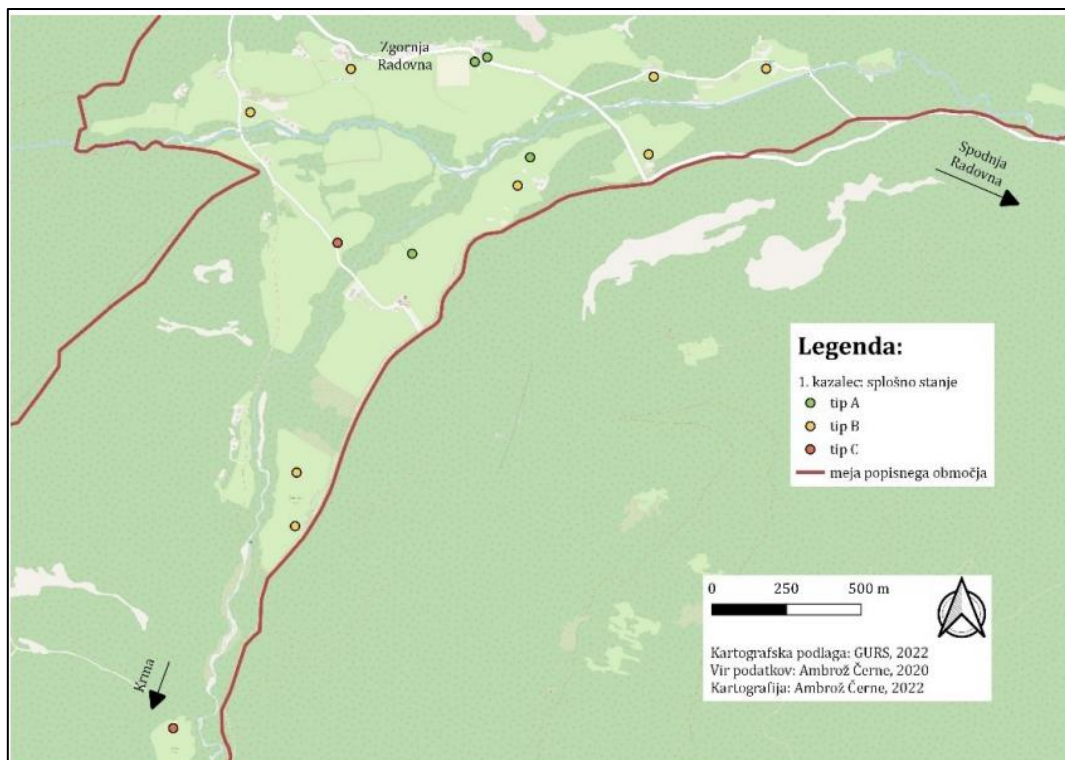 Zgornja
Radovna
Spodnja
Radovna
Legenda:
1. kazalec: splošno stanje
tip A
tip B
tip C
meja popisnega območja
0 250 500 m
Kartografska podlaga: GURS, 2022
Vir podatkov: Ambrož Černe, 2020
Kartografija: Ambrož Černe, 2022
Krma